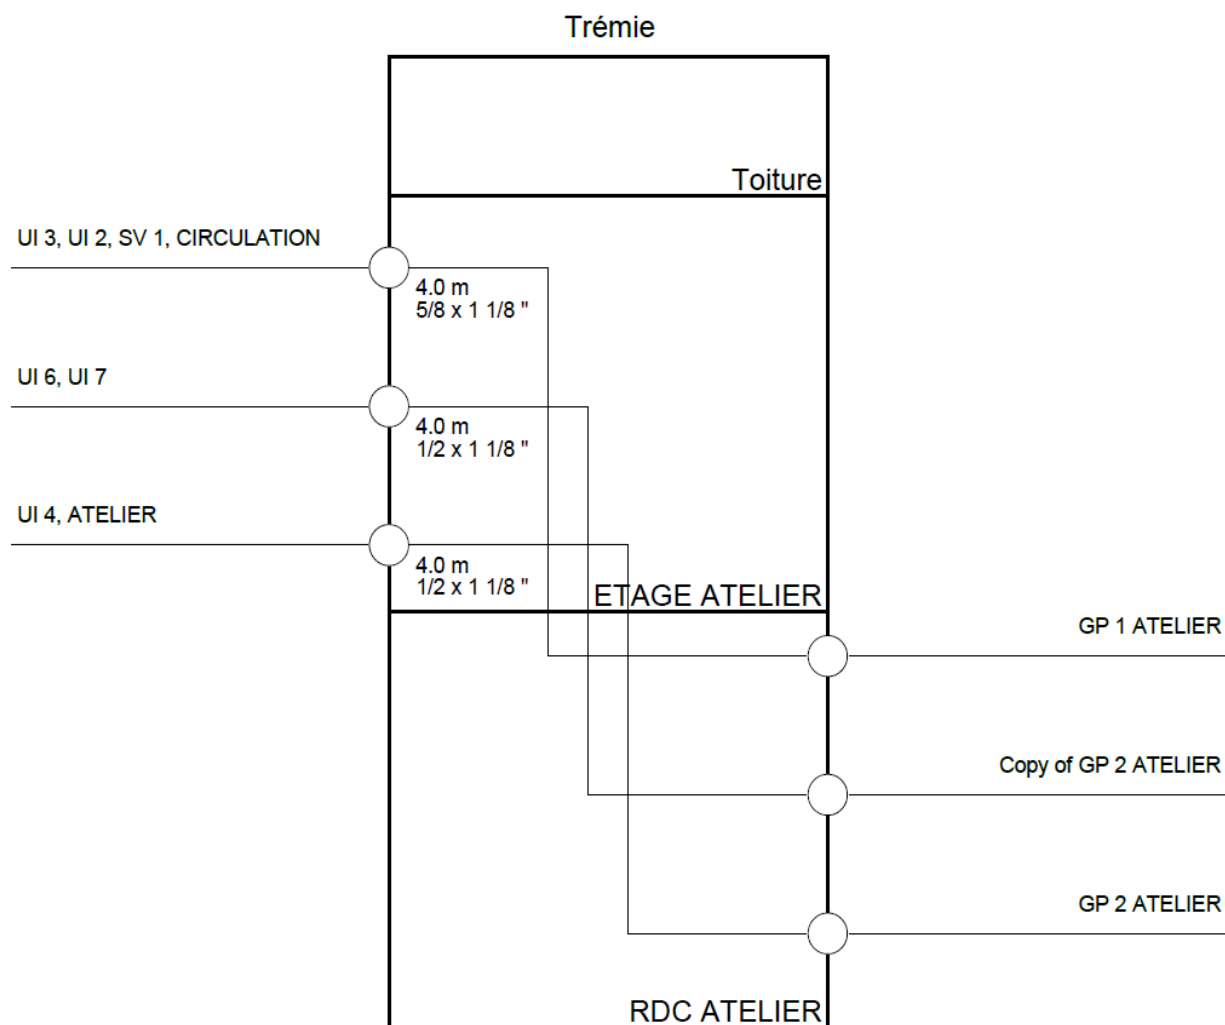 Trémie
Toiture
UI 3, UI 2, SV 1, CIRCULATION
4.0 m
5/8 x 1 1/8 "
UI 6, UI 7
4.0 m
1/2 x 1 1/8 "
UI 4, ATELIER
4.0 m
1/2 x 1 1/8 "
ETAGE ATELIER
GP 1 ATELIER
Copy of GP 2 ATELIER
GP 2 ATELIER
RDC ATELIER